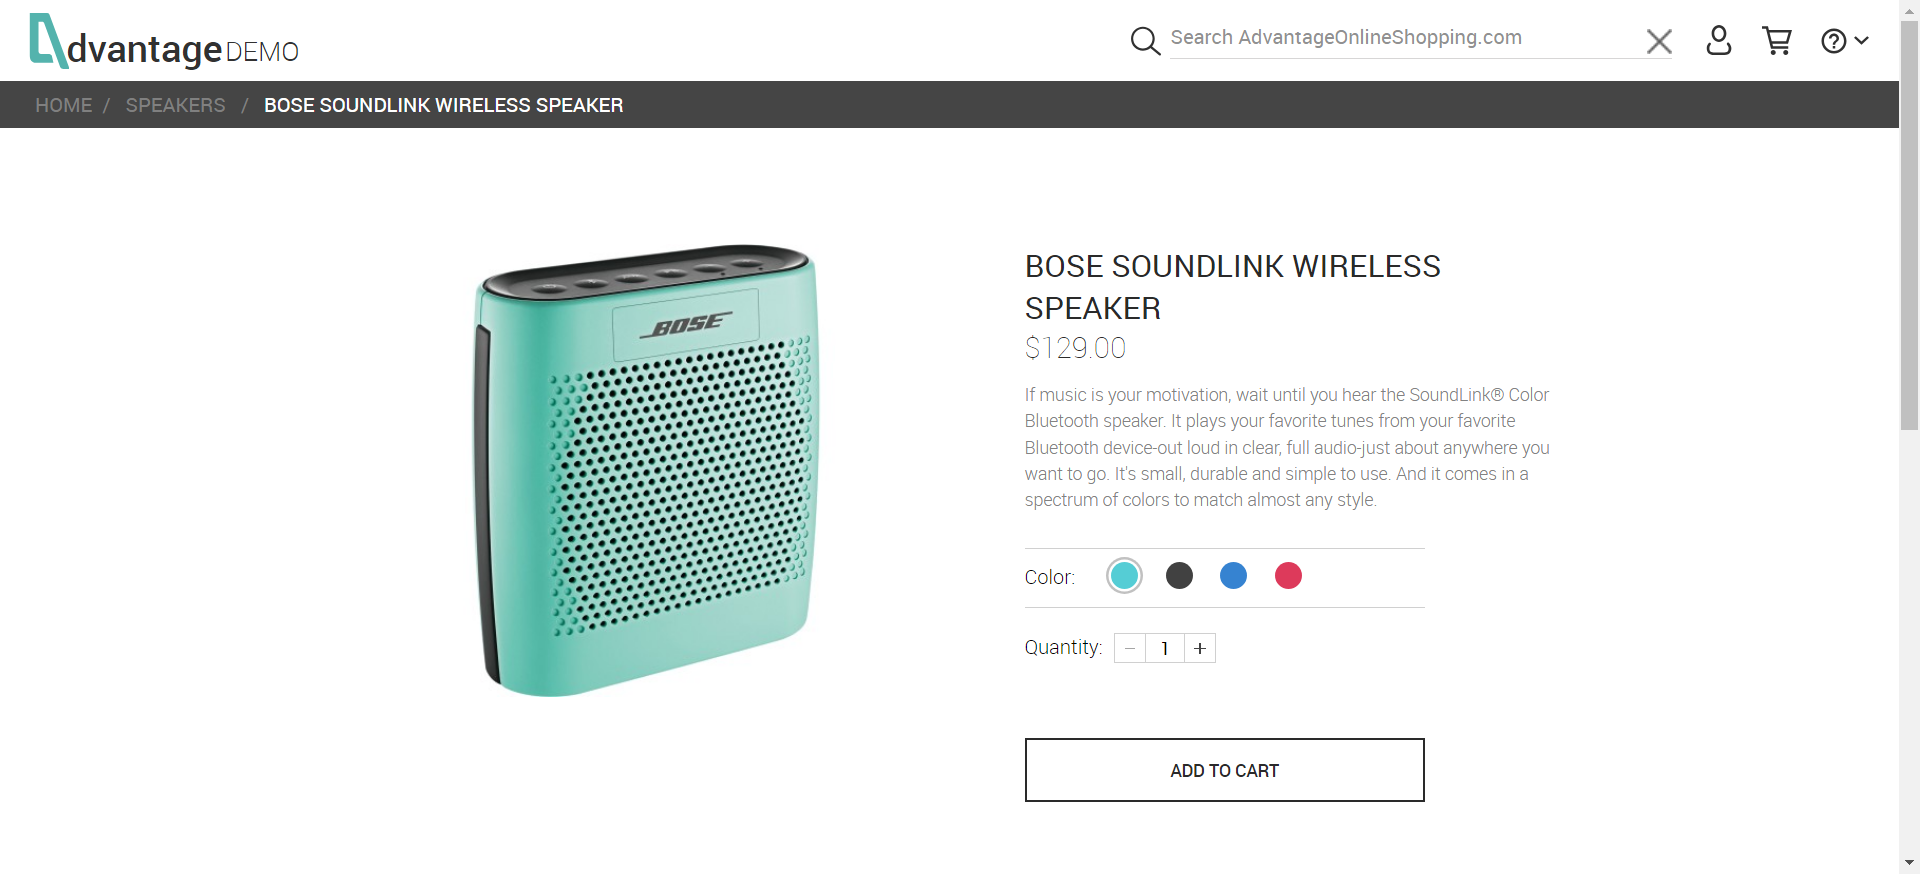 dvantage DEMO
Search AdvantageOnlineShopping.com
HOME / SPEAKERS / BOSE SOUNDLINK WIRELESS SPEAKER
BOSE
BOSE SOUNDLINK WIRELESS
SPEAKER
$129.00
If music is your motivation, wait until you hear the SoundLink® Color
Bluetooth speaker. It plays your favorite tunes from your favorite
Bluetooth device-out loud in clear, full audio-just about anywhere you
want to go. It's small, durable and simple to use. And it comes in a
spectrum of colors to match almost any style.
Color:
Quantity: − 1 +
ADD TO CART